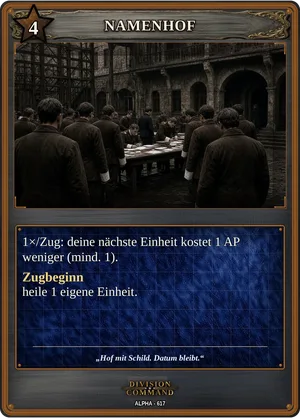 4
NAMENHOF
1×/Zug: deine nächste Einheit kostet 1 AP
weniger (mind. 1).
Zugbeginn
heile 1 eigene Einheit.
„Hof mit Schild. Datum bleibt.“
DIVISION
COMMAND
ALPHA - 617